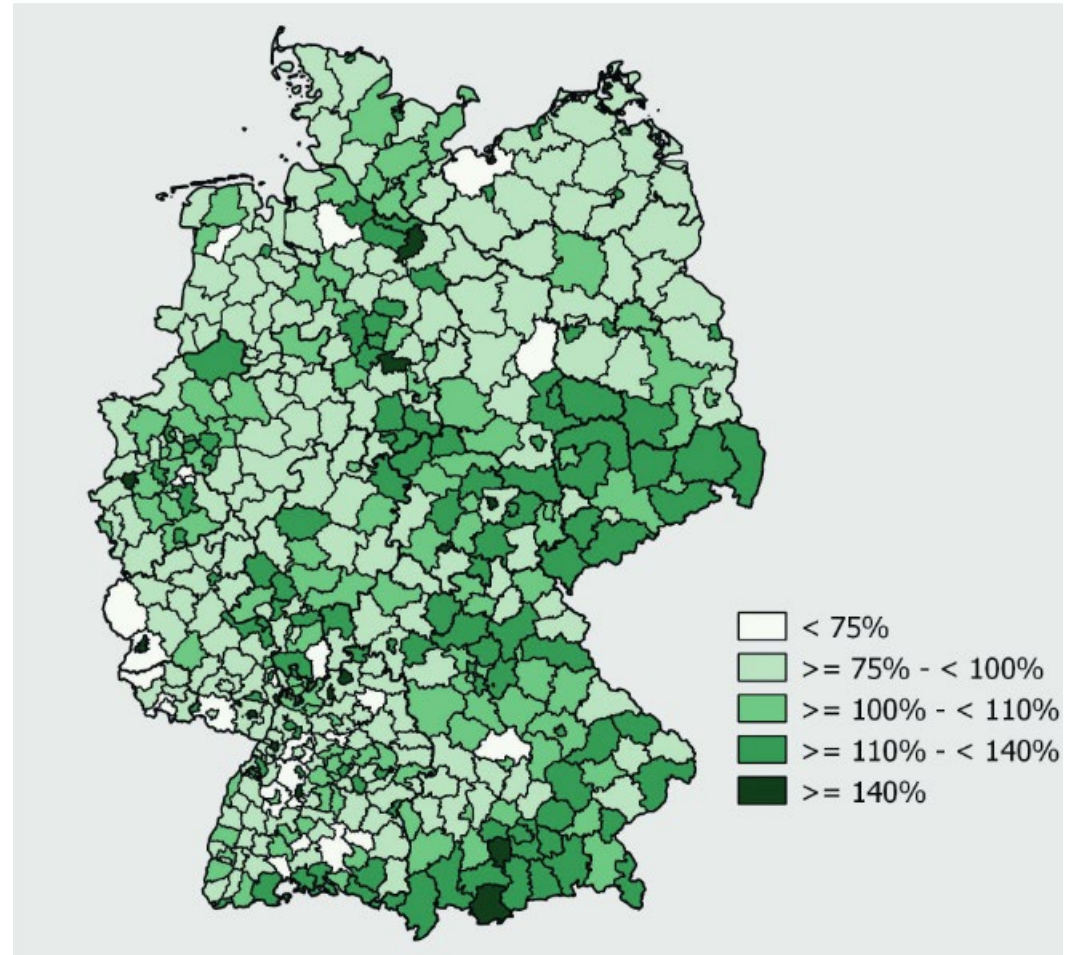 < 75%
>= 75% - < 100%
>= 100% - < 110%
>= 110% - < 140%
>= 140%